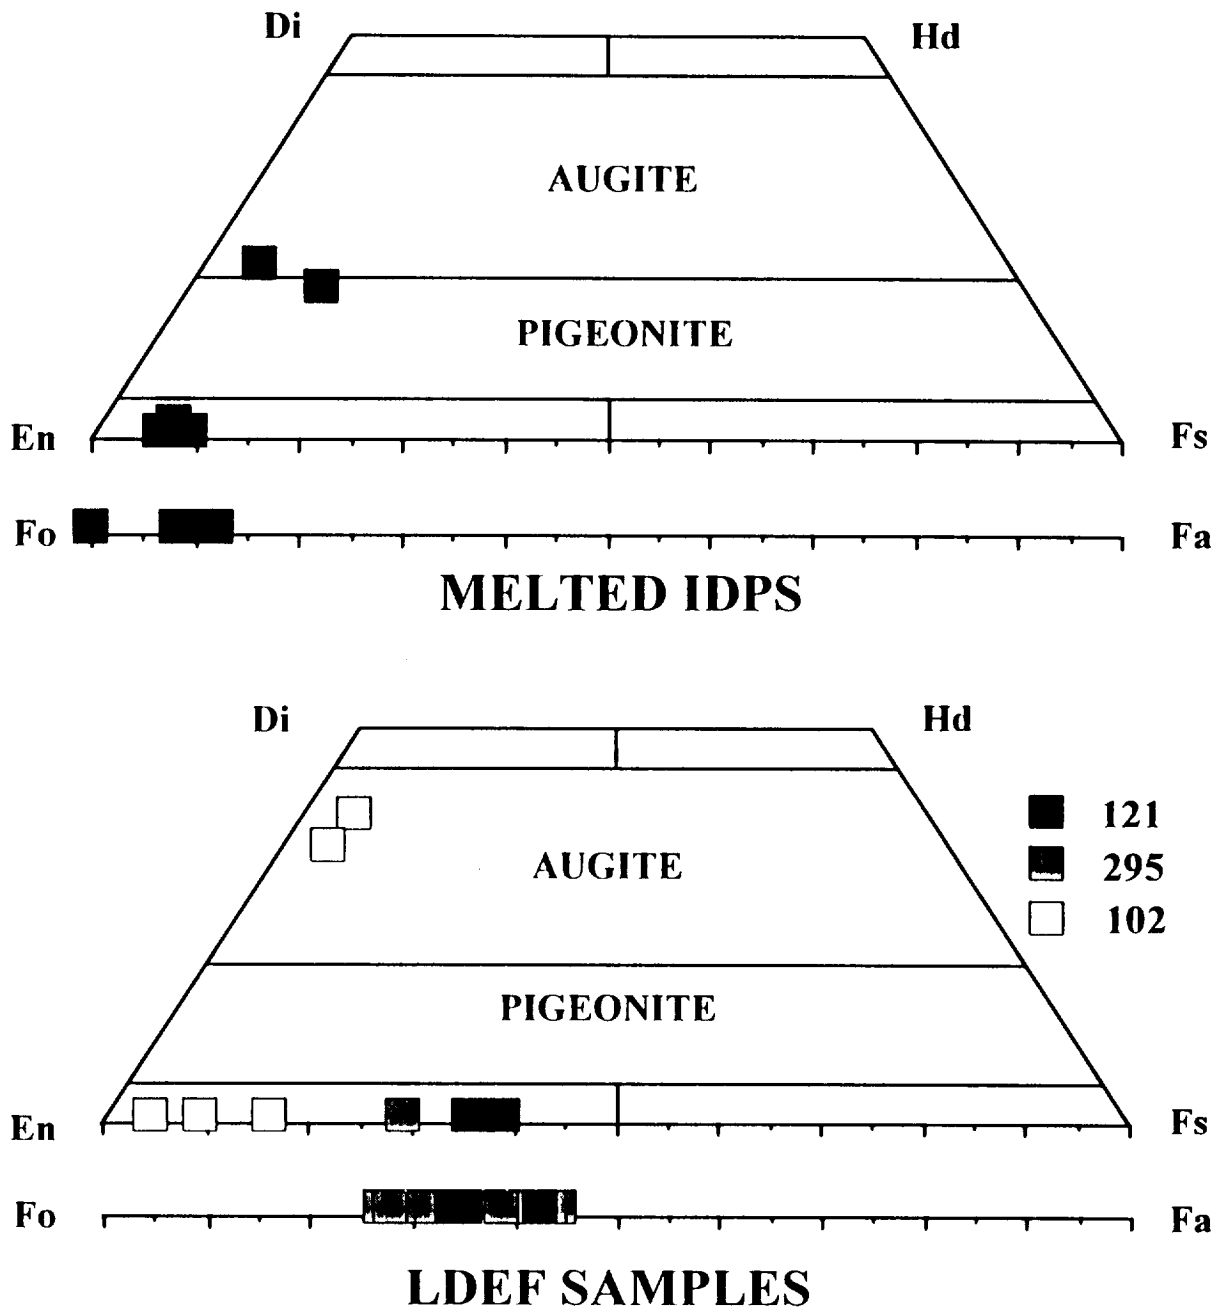 Di Hd
AUGITE
PIGEONITE
En Fs
Fo Fa
MELTED IDPS
Di Hd
121
AUGITE 295
102
PIGEONITE
En Fs
Fo Fa
LDEF SAMPLES